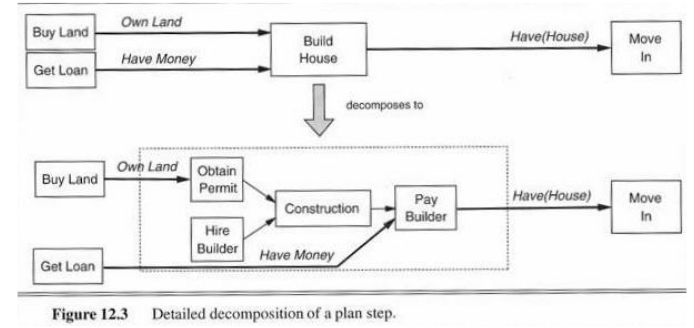 Buy Land
Own Land
Get Loan
Have Money
Build
House
Have(House)
Move
In
decomposes to
Buy Land
Own Land
Obtain
Permit
Hire
Builder
Construction
Pay
Builder
Have(House)
Move
In
Get Loan
Have Money
Figure 12.3 Detailed decomposition of a plan step.